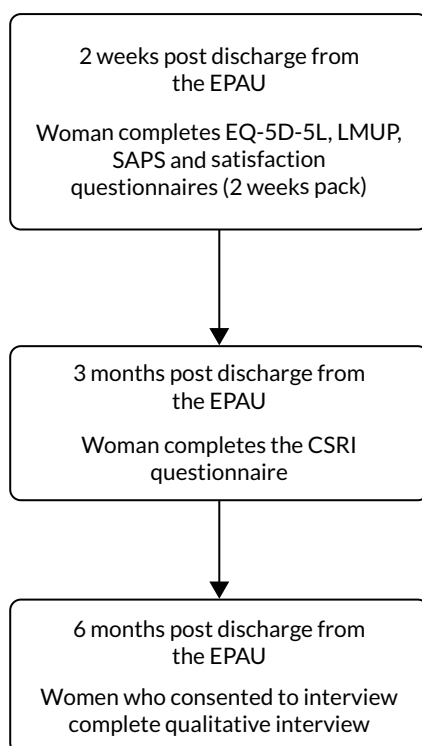 2 weeks post discharge from
the EPAU
Woman completes EQ-5D-5L, LMUP,
SAPS and satisfaction
questionnaires (2 weeks pack)
3 months post discharge from
the EPAU
Woman completes the CSRI
questionnaire
6 months post discharge from
the EPAU
Women who consented to interview
complete qualitative interview